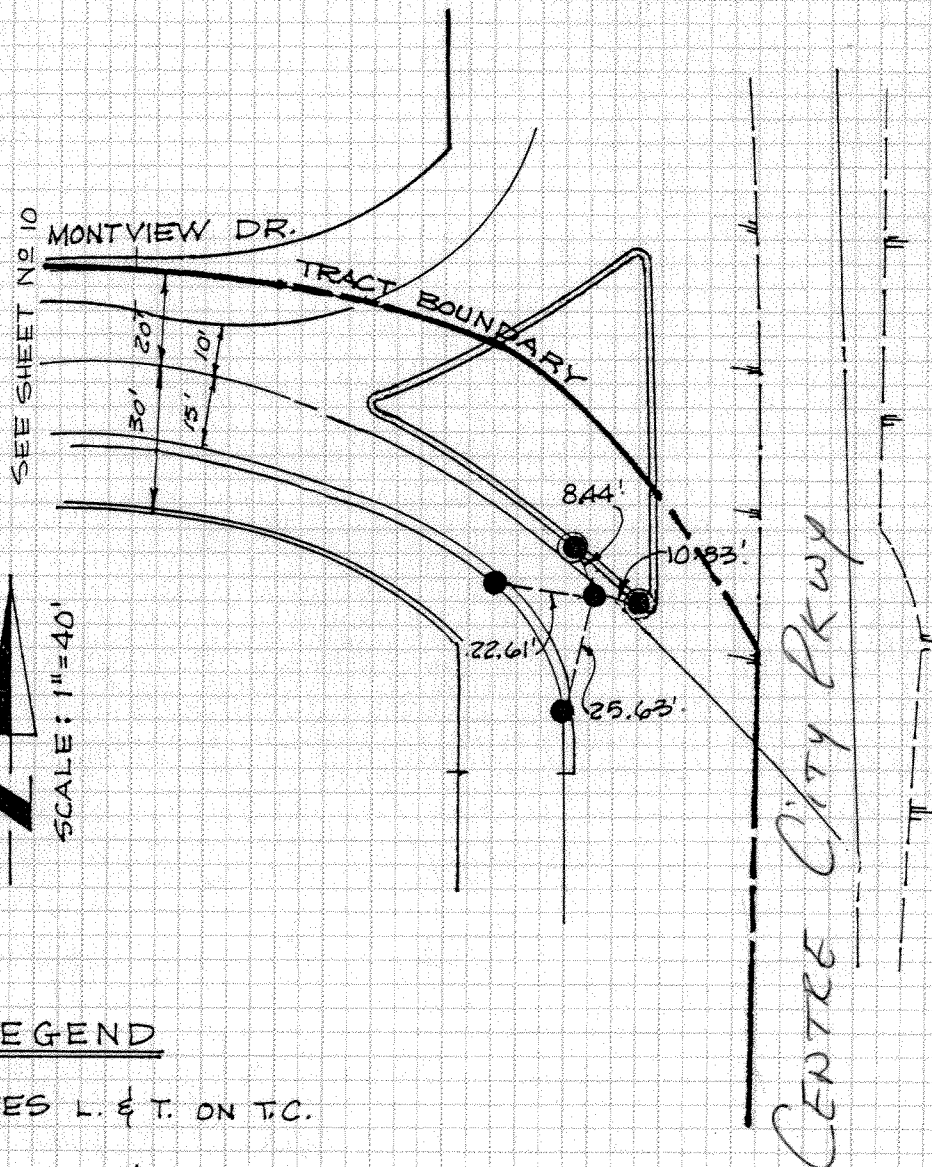 SEE SHEET Nº 10
MONTVIEW DR.
TRACT BOUNDARY
20'
10'
30'
15'
8.44'
10.83'
22.61'
25.63'
SCALE: 1"=40'
CENTRE CITY PKWY
EGEND
ES L. & T. ON T.C.